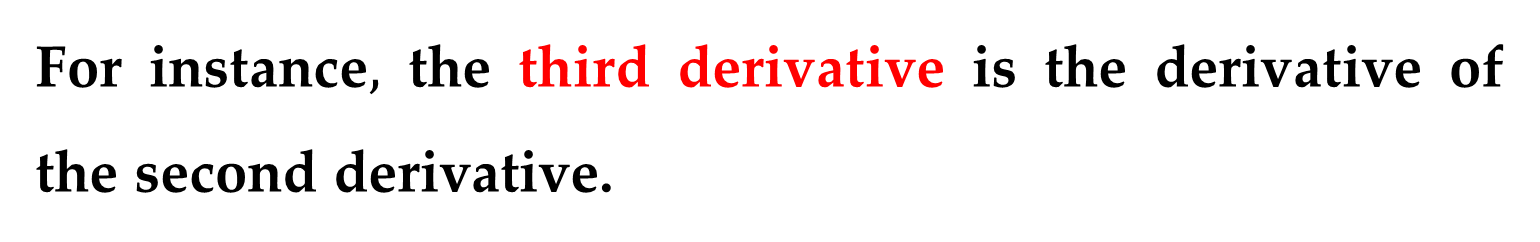 For instance, the third derivative is the derivative of
the second derivative.